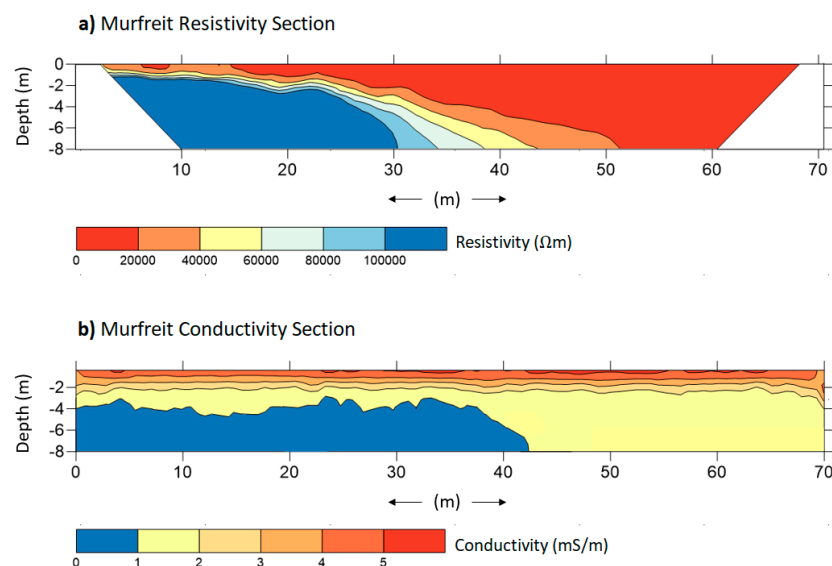 a) Murfreit Resistivity Section
0
-2
-4
-6
-8
Depth (m)
10 20 30 40 50 60 70
(m)
0 20000 40000 60000 80000 100000
Resistivity (Ωm)
b) Murfreit Conductivity Section
-2
-4
-6
-8
Depth (m)
0 10 20 30 40 50 60 70
(m)
0 1 2 3 4 5
Conductivity (mS/m)